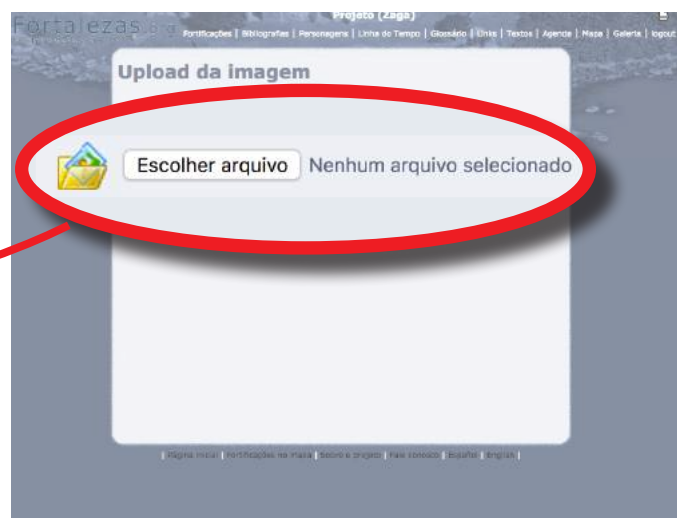 Projeto (Zaga)
Fortalezas.org
Fortificações | Bibliografias | Personagens | Linha do Tempo | Glossário | Links | Textos | Agenda | Mapa | Galeria | logout
Upload da imagem
Escolher arquivo Nenhum arquivo selecionado
| Página Inicial | Fortificações no mapa | Sobre o projeto | Fale conosco | Español | English |